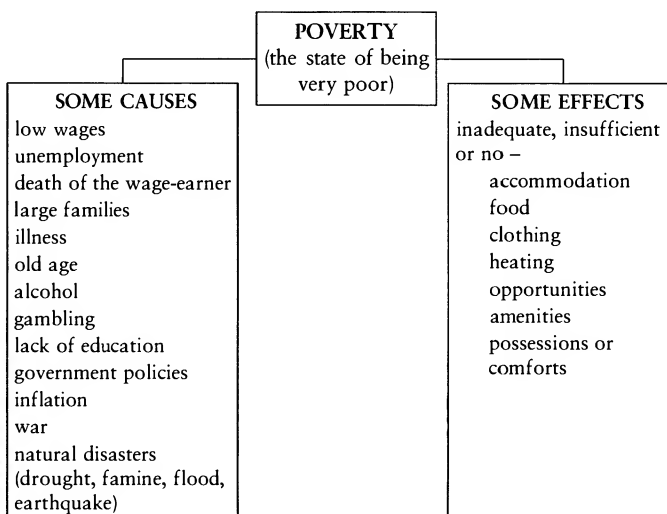 POVERTY
(the state of being
very poor)
SOME CAUSES
low wages
unemployment
death of the wage-earner
large families
illness
old age
alcohol
gambling
lack of education
government policies
inflation
war
natural disasters
(drought, famine, flood,
earthquake)
SOME EFFECTS
inadequate, insufficient
or no –
accommodation
food
clothing
heating
opportunities
amenities
possessions or
comforts